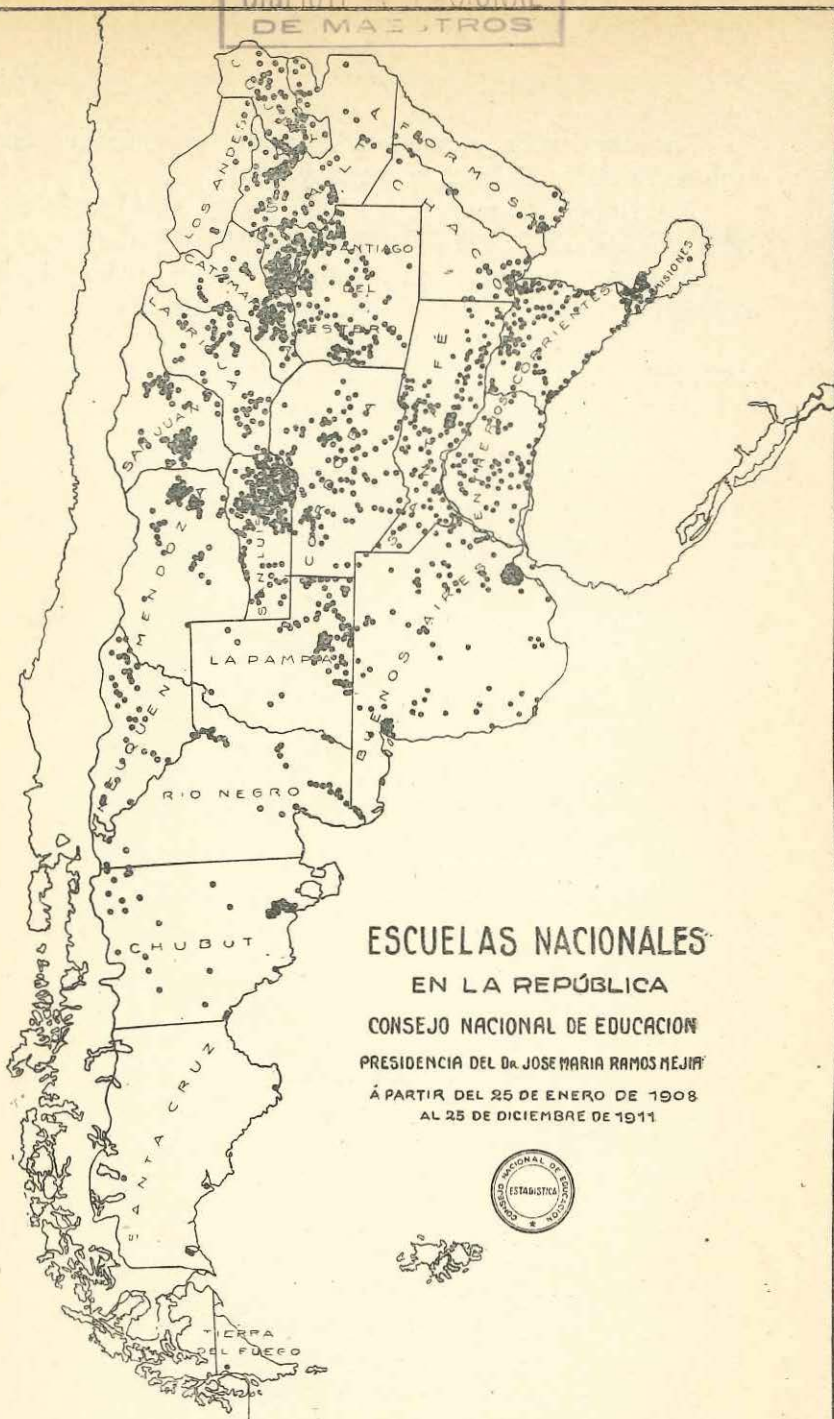 DE MAESTROS
JUJUY
LOS ANDES
SALTA
FORMOSA
CHACO
MISIONES
CATAMARCA
SANTIAGO
DEL
ESTERO
LA RIOJA
CORRIENTES
SANTA FÉ
ENTRE RIOS
SAN JUAN
CORDOBA
SAN LUIS
MENDOZA
BUENOS AIRES
LA PAMPA
NEUQUEN
RIO NEGRO
CHUBUT
SANTA CRUZ
TIERRA
DEL FUEGO
ESCUELAS NACIONALES
EN LA REPÚBLICA
CONSEJO NACIONAL DE EDUCACION
PRESIDENCIA DEL DR JOSE MARIA RAMOS MEJIA
Á PARTIR DEL 25 DE ENERO DE 1908
AL 25 DE DICIEMBRE DE 1911
CONSEJO NACIONAL DE EDUCACION
ESTADISTICA